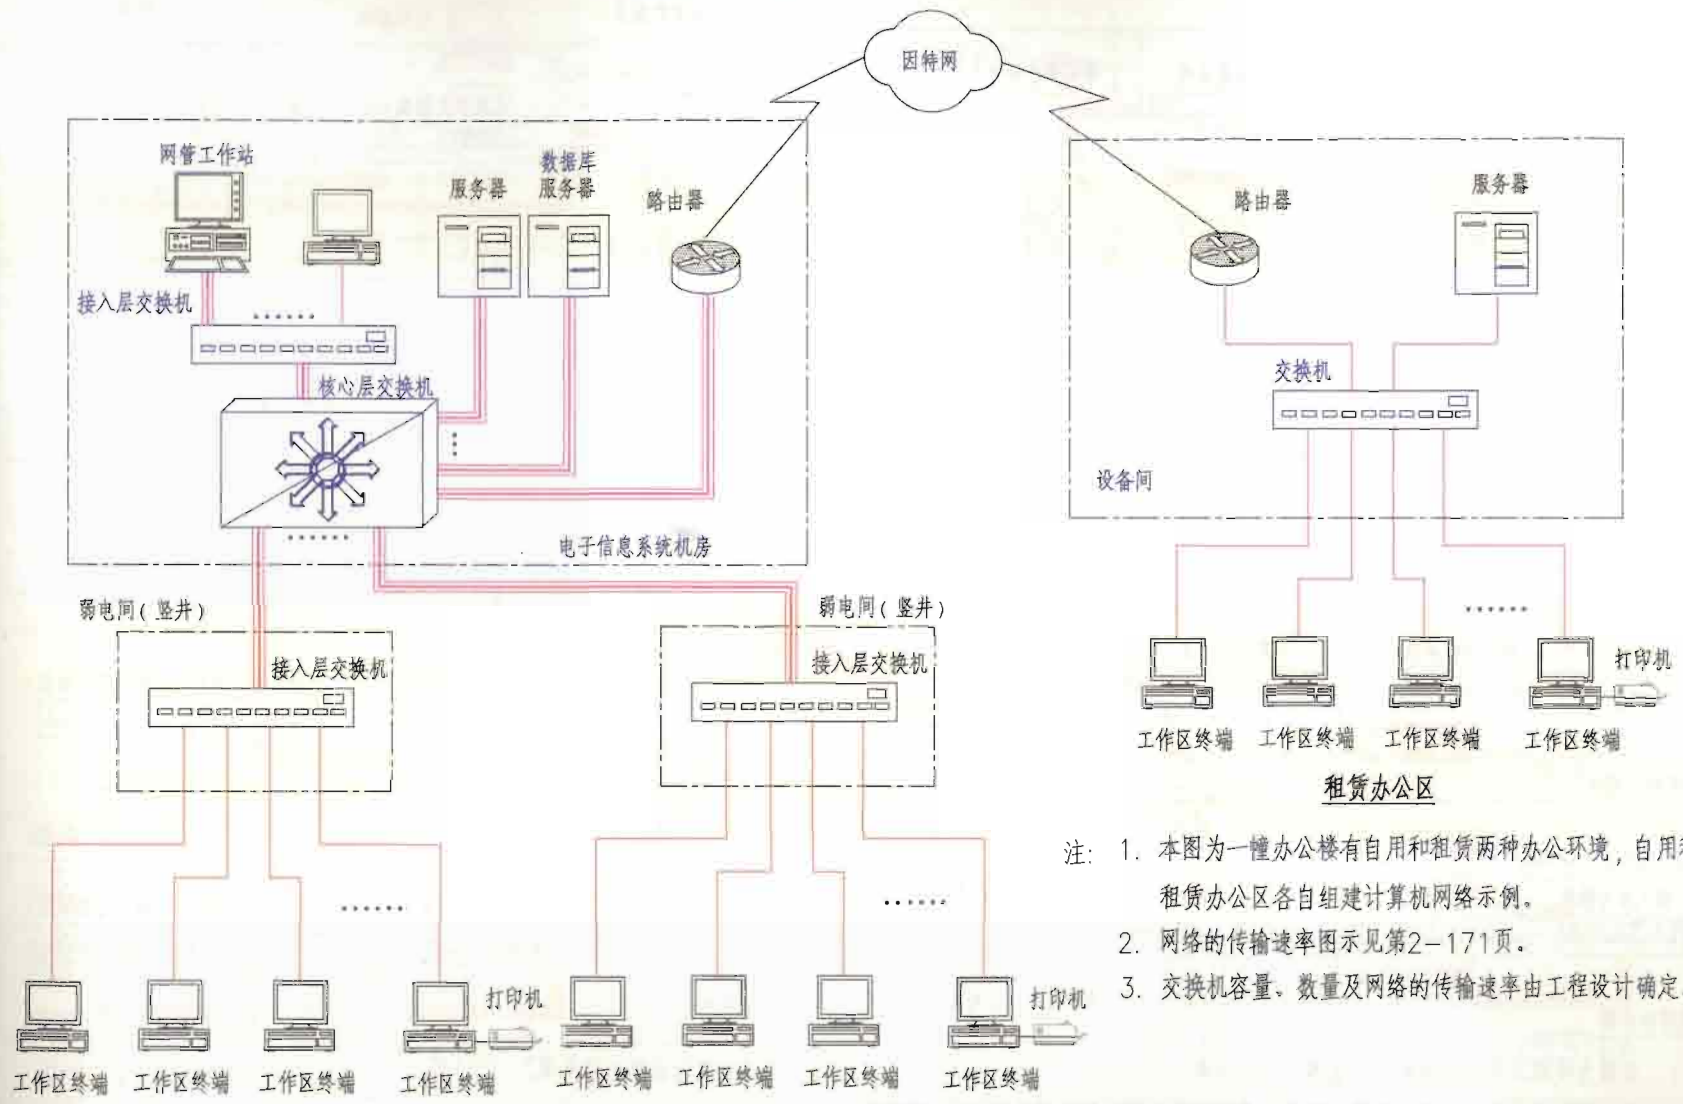 因特网
网管工作站
服务器
数据库
服务器
路由器
接入层交换机
核心层交换机
电子信息系统机房
路由器
服务器
交换机
设备间
弱电间(竖井)
弱电间(竖井)
接入层交换机
接入层交换机
打印机
工作区终端 工作区终端 工作区终端 工作区终端
租赁办公区
注: 1. 本图为一幢办公楼有自用和租赁两种办公环境,自用
租赁办公区各自组建计算机网络示例。
2. 网络的传输速率图示见第2-171页。
3. 交换机容量、数量及网络的传输速率由工程设计确定
打印机
打印机
工作区终端 工作区终端 工作区终端 工作区终端
工作区终端 工作区终端 工作区终端 工作区终端